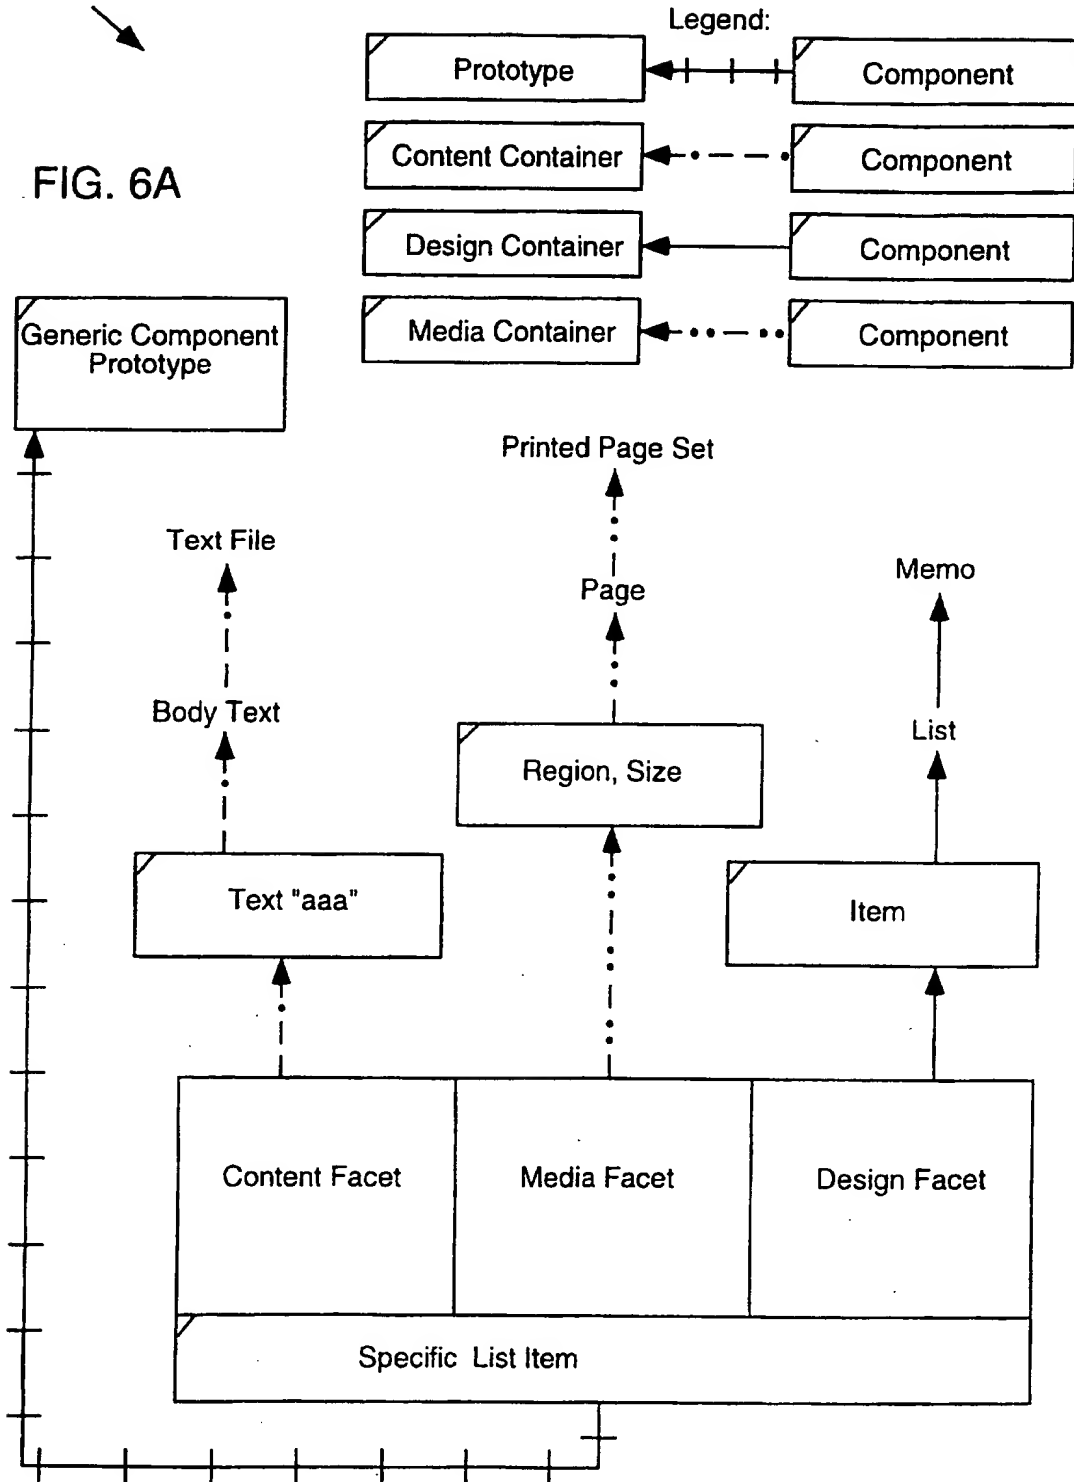 Legend:
Prototype
Component
FIG. 6A
Content Container
Component
Design Container
Component
Media Container
Component
Generic Component
Prototype
Printed Page Set
Text File
Page
Memo
Body Text
List
Region, Size
Text "aaa"
Item
Content Facet
Media Facet
Design Facet
Specific List Item